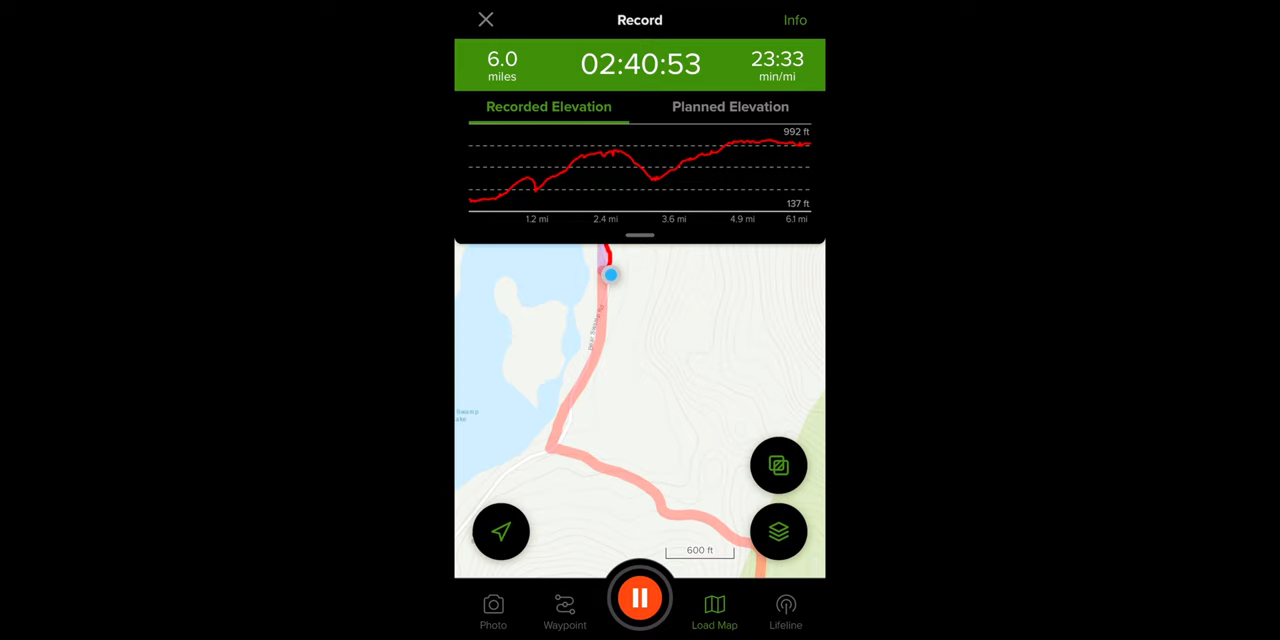 Record
Info
6.0
miles
02:40:53
23:33
min/mi
Recorded Elevation
Planned Elevation
992 ft
137 ft
1.2 mi
2.4 mi
3.6 mi
4.9 mi
6.1 mi
Swamp
600 ft
Photo
Waypoint
Load Map
Lifeline